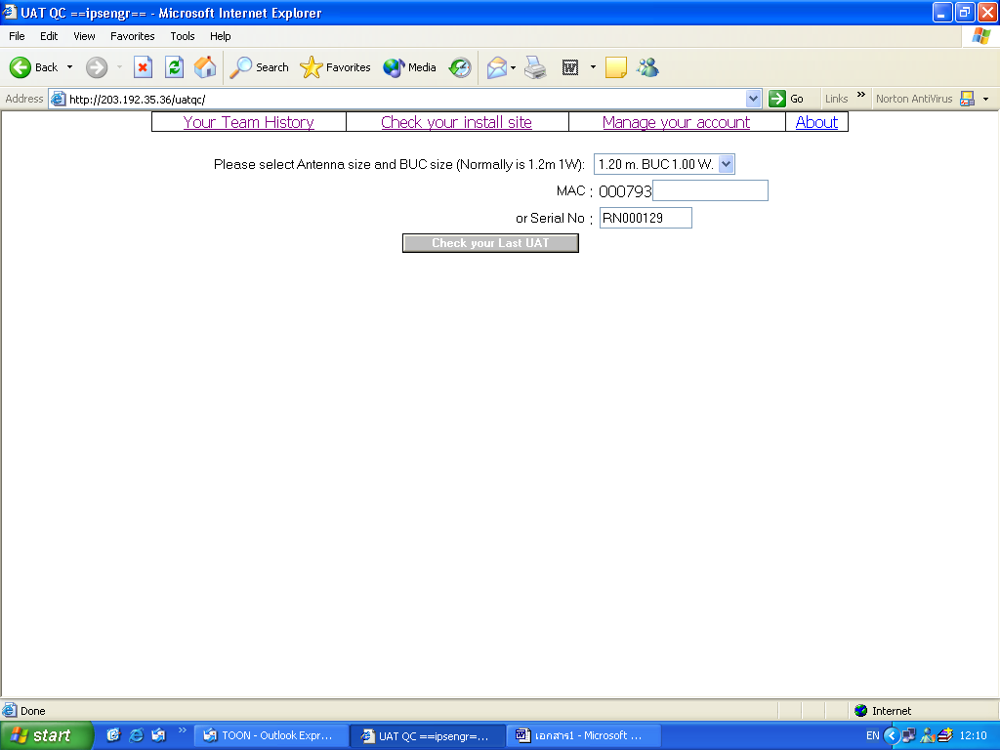 UAT QC ==ipsengr== - Microsoft Internet Explorer
File Edit View Favorites Tools Help
Back Search Favorites Media
Address http://203.192.35.36/uatqc/ Go Links » Norton AntiVirus
Your Team History Check your install site Manage your account About
Please select Antenna size and BUC size (Normally is 1.2m 1W): 1.20 m. BUC 1.00 W.
MAC : 000793
or Serial No : RN000129
Check your Last UAT
Done Internet
start » TOON - Outlook Expr... UAT QC ==ipsengr=... เอกสาร1 - Microsoft ... EN 12:10